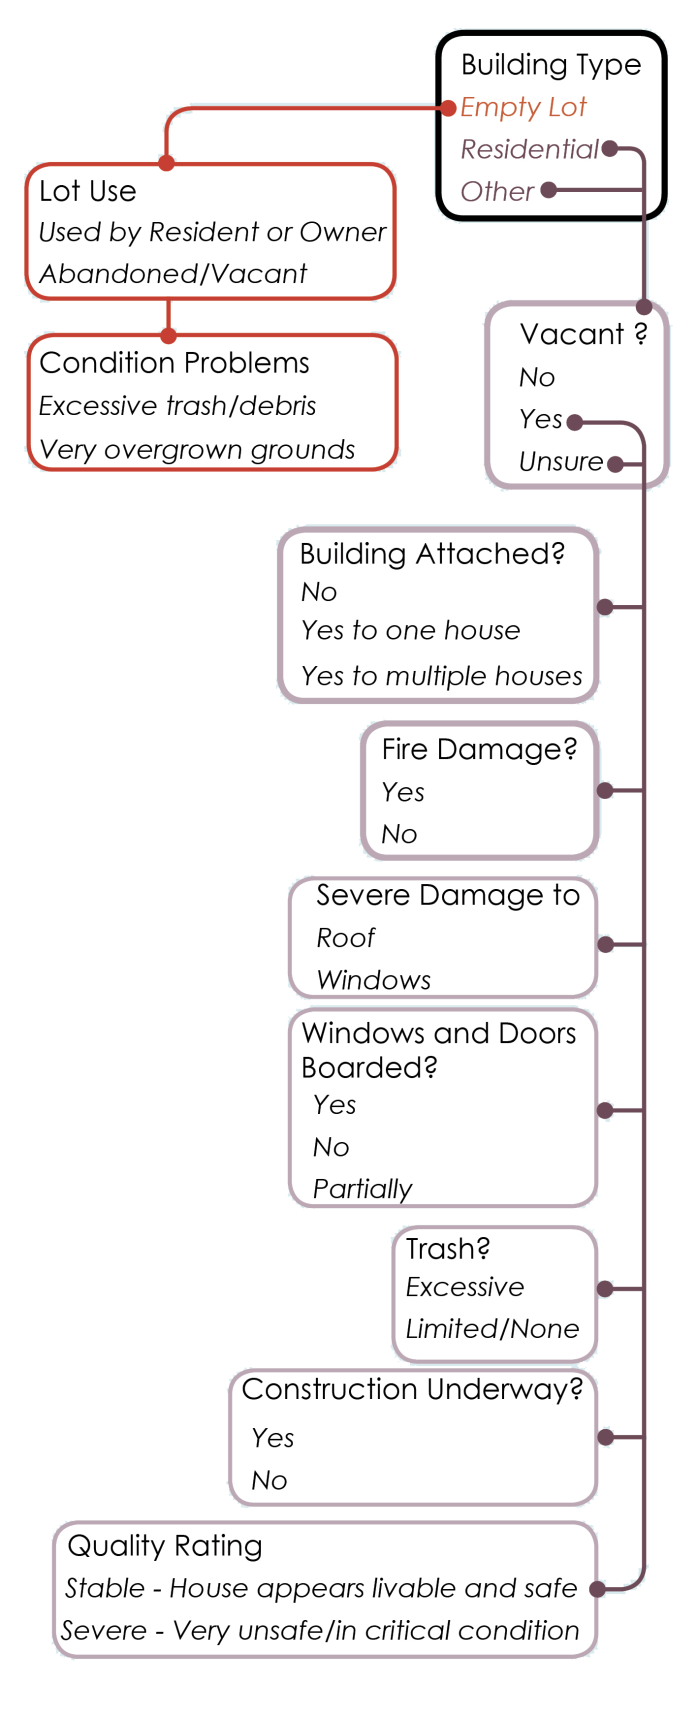 Building Type
Empty Lot
Residential
Other
Lot Use
Used by Resident or Owner
Abandoned/Vacant
Condition Problems
Excessive trash/debris
Very overgrown grounds
Vacant ?
No
Yes
Unsure
Building Attached?
No
Yes to one house
Yes to multiple houses
Fire Damage?
Yes
No
Severe Damage to
Roof
Windows
Windows and Doors
Boarded?
Yes
No
Partially
Trash?
Excessive
Limited/None
Construction Underway?
Yes
No
Quality Rating
Stable - House appears livable and safe
Severe - Very unsafe/in critical condition